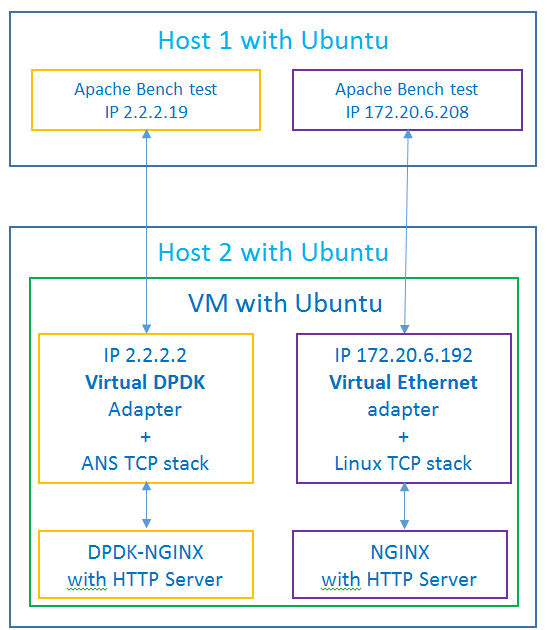 Host 1 with Ubuntu
Apache Bench test
IP 2.2.2.19
Apache Bench test
IP 172.20.6.208
Host 2 with Ubuntu
VM with Ubuntu
IP 2.2.2.2
Virtual DPDK
Adapter
+
ANS TCP stack
IP 172.20.6.192
Virtual Ethernet
adapter
+
Linux TCP stack
DPDK-NGINX
with HTTP Server
NGINX
with HTTP Server